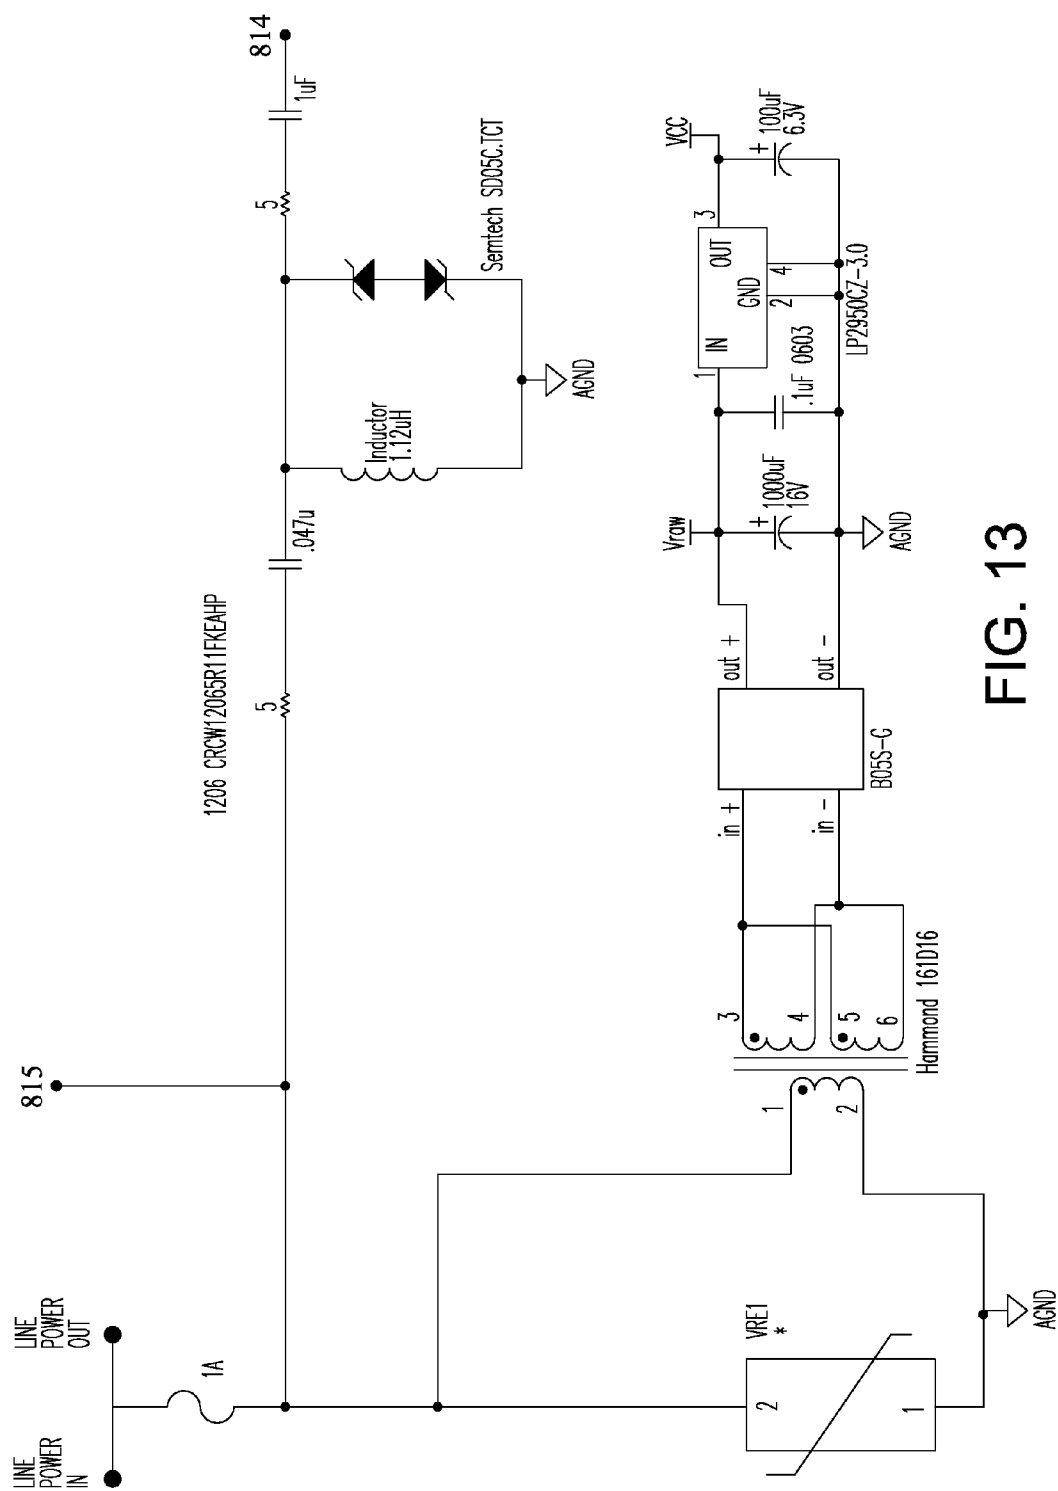 LINE
POWER
IN
LINE
POWER
OUT
1A
815
5
1206 CRCW12065R11FKEAHP
.047u
Inductor
1.12uH
AGND
Semtech SD05C.TCT
5
1uF
814
VRE1
*
2
1
AGND
1
2
3
4
5
6
Hammond 161D16
in +
in -
B05S-G
out +
out -
Vraw
+
1000uF
16V
AGND
.1uF 0603
1
IN
GND
OUT
2
4
3
LP2950CZ-3.0
VCC
+
100uF
6.3V
FIG. 13